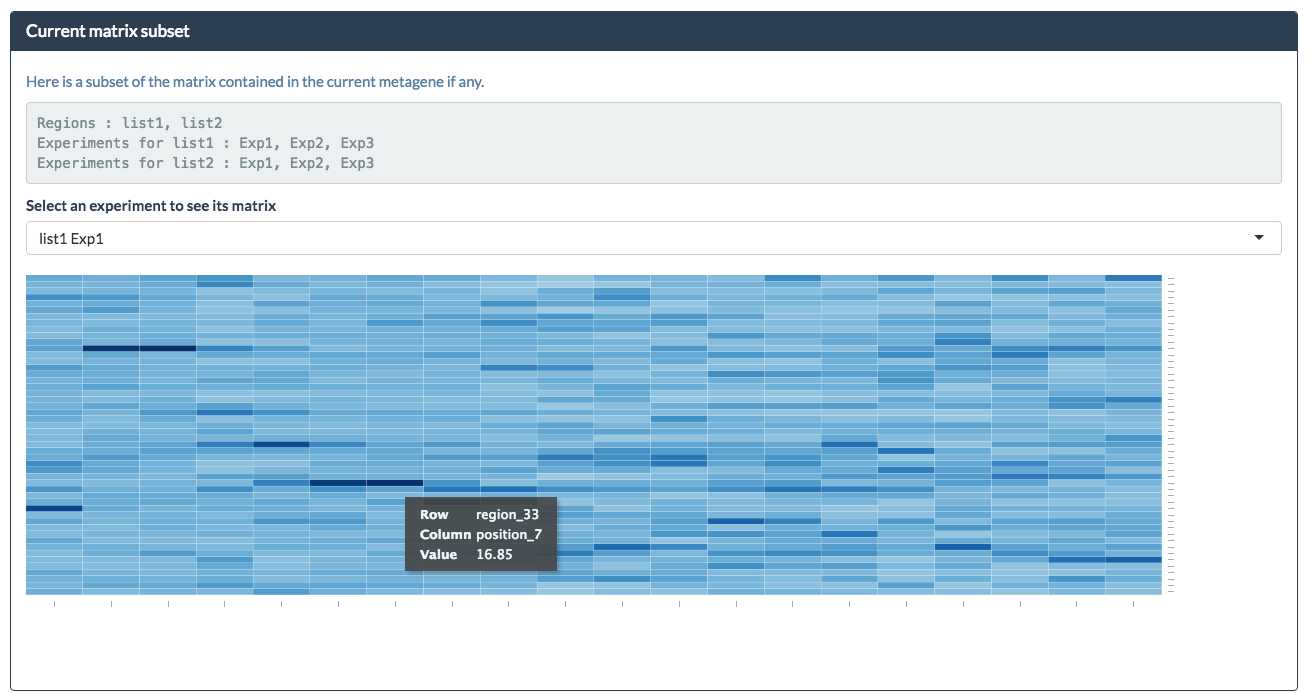 Current matrix subset
Here is a subset of the matrix contained in the current metagene if any.
Regions : list1, list2
Experiments for list1 : Exp1, Exp2, Exp3
Experiments for list2 : Exp1, Exp2, Exp3
Select an experiment to see its matrix
list1 Exp1
Row region_33
Column position_7
Value 16.85